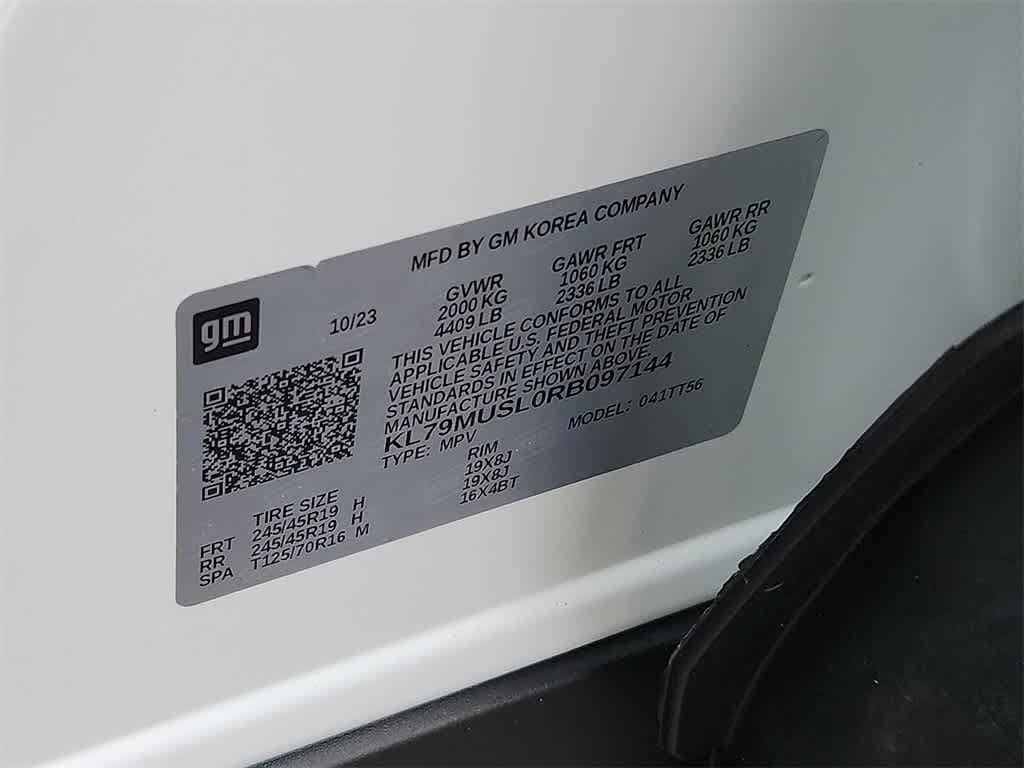 MFD BY GM KOREA COMPANY
gm
10/23
GVWR GAWR FRT GAWR RR
2000 KG 1060 KG 1060 KG
4409 LB 2336 LB 2336 LB
THIS VEHICLE CONFORMS TO ALL
APPLICABLE U.S. FEDERAL MOTOR
VEHICLE SAFETY AND THEFT PREVENTION
STANDARDS IN EFFECT ON THE DATE OF
MANUFACTURE SHOWN ABOVE.
KL79MUSL0RB097144
TYPE: MPV MODEL: 041TT56
TIRE SIZE RIM
FRT 245/45R19 H 19X8J
RR 245/45R19 H 19X8J
SPA T125/70R16 M 16X4BT